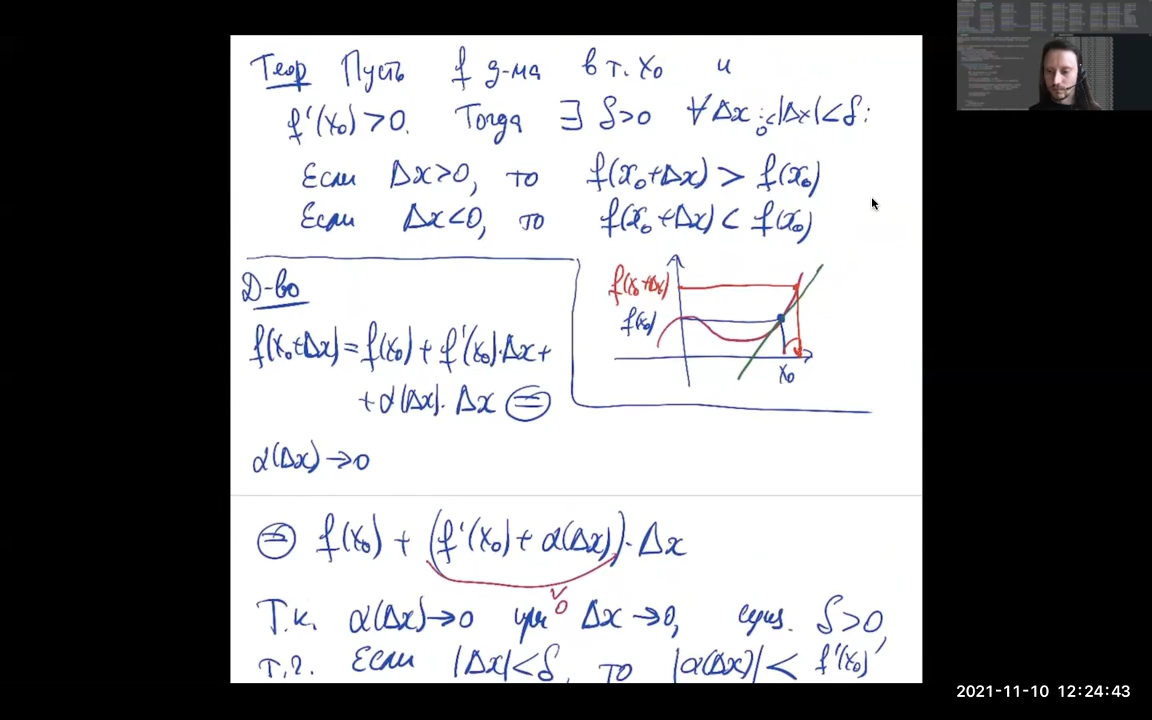 Теор Пусть f д-ма в т. x₀ и
f'(x₀)>0. Тогда ∃ δ>0 ∀Δx : 0<|Δx|<δ:
Если Δx>0, то f(x₀+Δx) > f(x₀)
Если Δx<0, то f(x₀+Δx) < f(x₀)
Д-во
f(x₀+Δx)=f(x₀)+f'(x₀)·Δx+
+α(Δx)·Δx =
α(Δx)→0
f(x₀+Δx)
f(x₀)
x₀
= f(x₀)+(f'(x₀)+α(Δx))·Δx
>
0
Т.к. α(Δx)→0 при Δx→0, сущ. δ>0,
т.ч. Если |Δx|<δ, то |α(Δx)|< f'(x₀)
2021-11-10 12:24:43